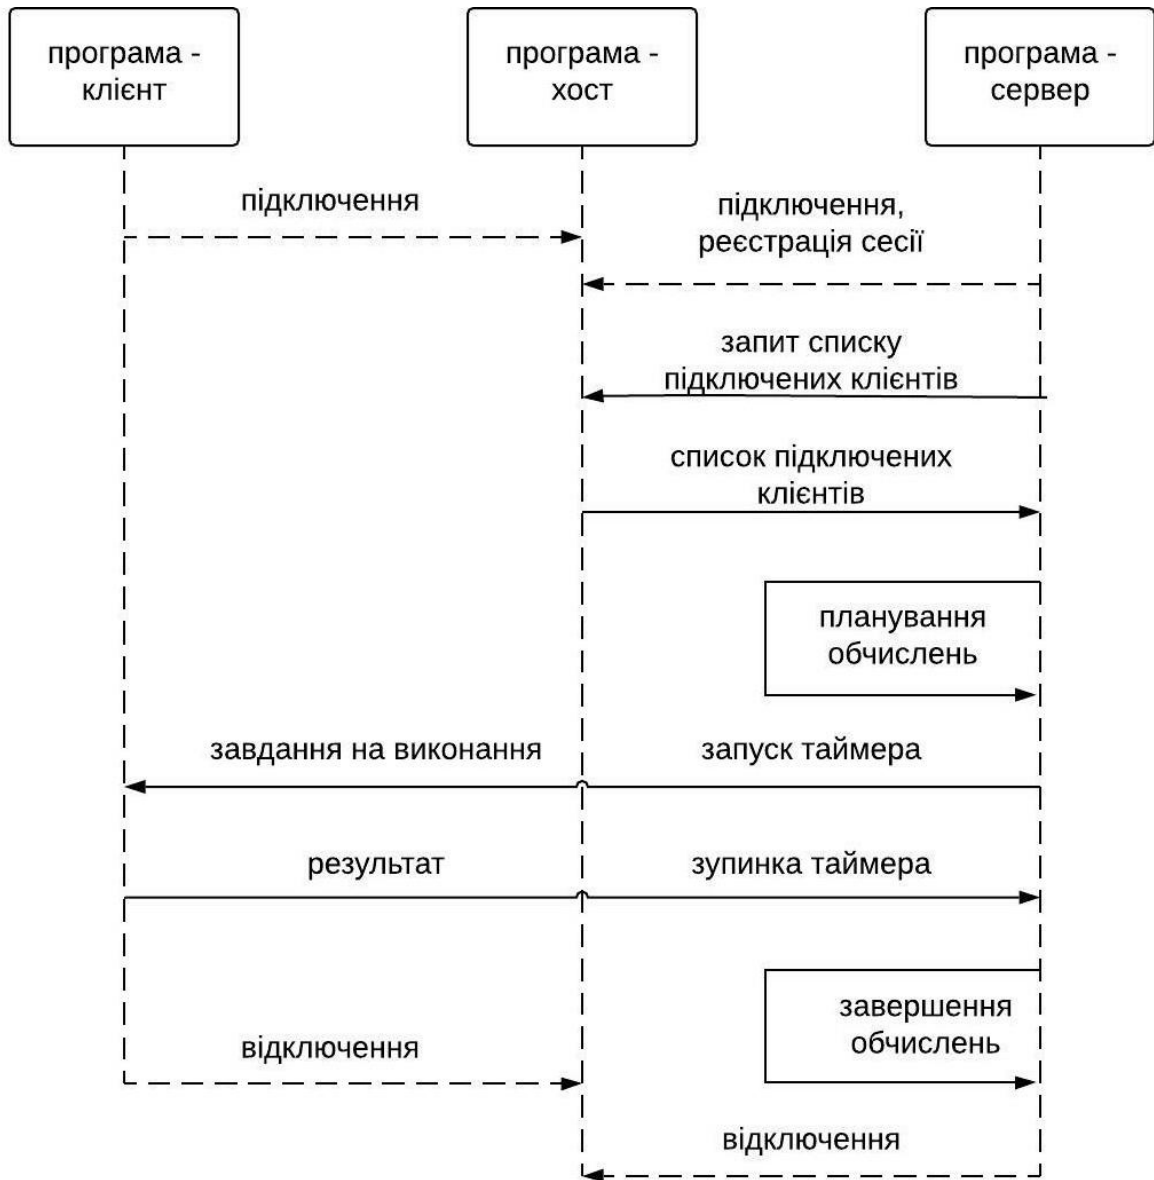 програма -
клієнт
програма -
хост
програма -
сервер
підключення
підключення,
реєстрація сесії
запит списку
підключених клієнтів
список підключених
клієнтів
планування
обчислень
завдання на виконання
запуск таймера
результат
зупинка таймера
завершення
обчислень
відключення
відключення